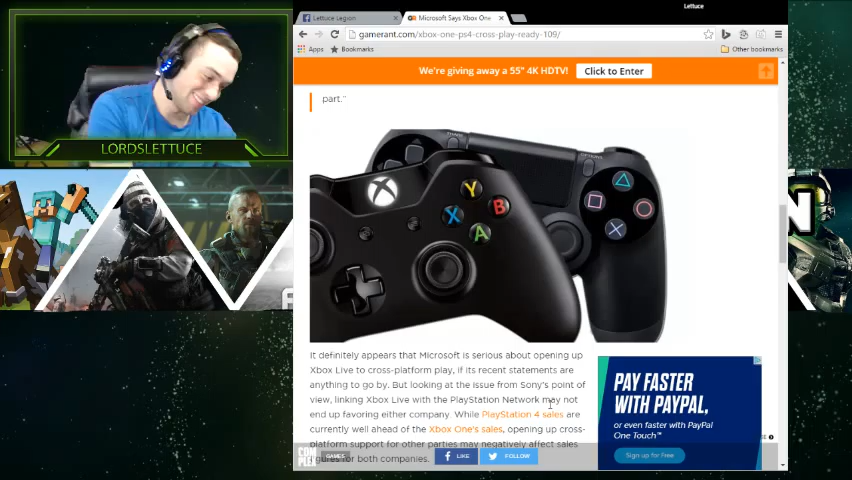 Lettuce
Lettuce Legion
Microsoft Says Xbox One
gamerant.com/xbox-one-ps4-cross-play-ready-109/
Apps
Bookmarks
Other bookmarks
We're giving away a 55" 4K HDTV!
Click to Enter
part."
LORDSLETTUCE
Y
X
B
A
It definitely appears that Microsoft is serious about opening up
Xbox Live to cross-platform play, if its recent statements are
anything to go by. But looking at the issue from Sony's point of
view, linking Xbox Live with the PlayStation Network may not
end up favoring either company. While PlayStation 4 sales are
currently well ahead of the Xbox One's sales, opening up cross-
platform support for other parties may negatively affect sales
figures for both companies.
PAY FASTER
WITH PAYPAL,
or even faster with PayPal
One Touch™
Sign up for Free
COM
PLEX
GAMES
LIKE
FOLLOW